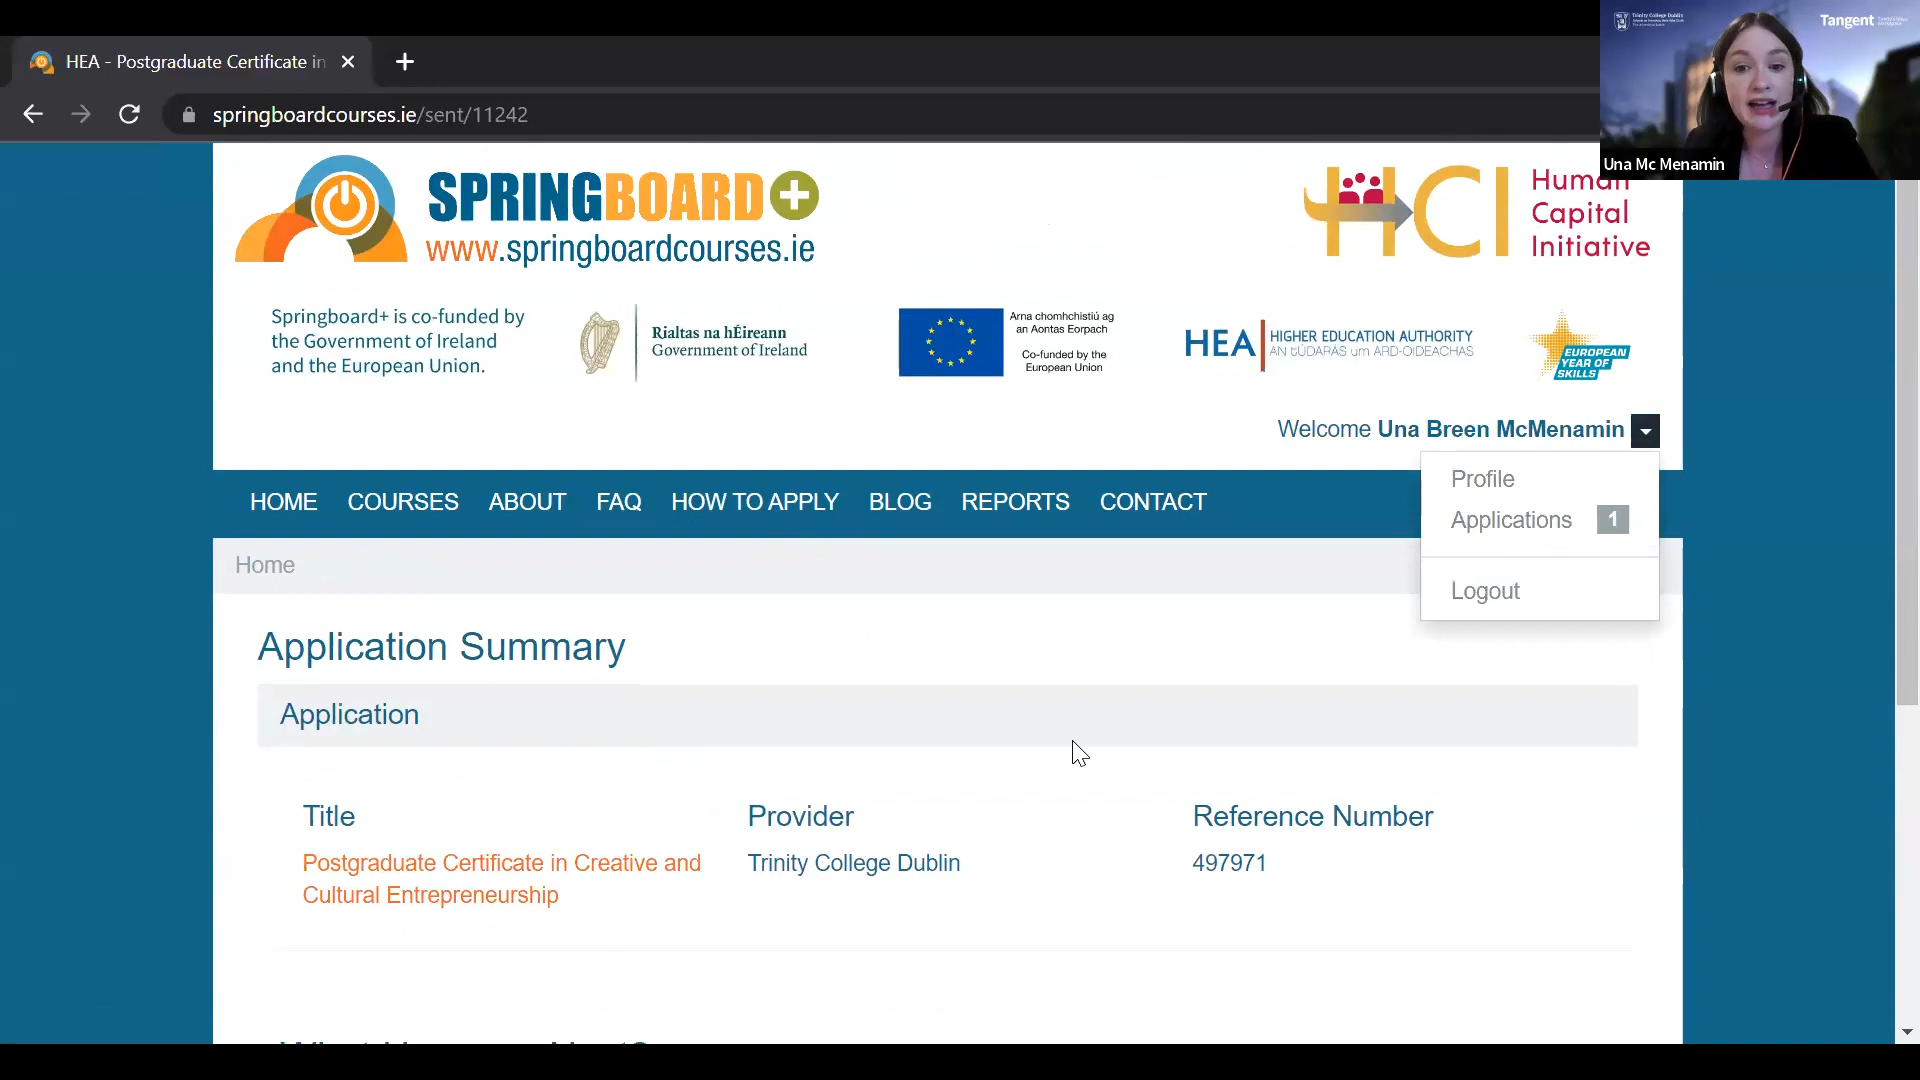 HEA - Postgraduate Certificate in
springboardcourses.ie/sent/11242
Trinity College Dublin
Tangent
Una Mc Menamin
SPRINGBOARD+
www.springboardcourses.ie
HCI
Human
Capital
Initiative
Springboard+ is co-funded by
the Government of Ireland
and the European Union.
Rialtas na hÉireann
Government of Ireland
Arna chomhchistiú ag
an Aontas Eorpach
Co-funded by the
European Union
HEA
HIGHER EDUCATION AUTHORITY
AN tÚDARÁS um ARD-OIDEACHAS
EUROPEAN
YEAR OF
SKILLS
Welcome Una Breen McMenamin
Profile
Applications 1
Logout
HOME COURSES ABOUT FAQ HOW TO APPLY BLOG REPORTS CONTACT
Home
Application Summary
Application
Title
Provider
Reference Number
Postgraduate Certificate in Creative and
Cultural Entrepreneurship
Trinity College Dublin
497971